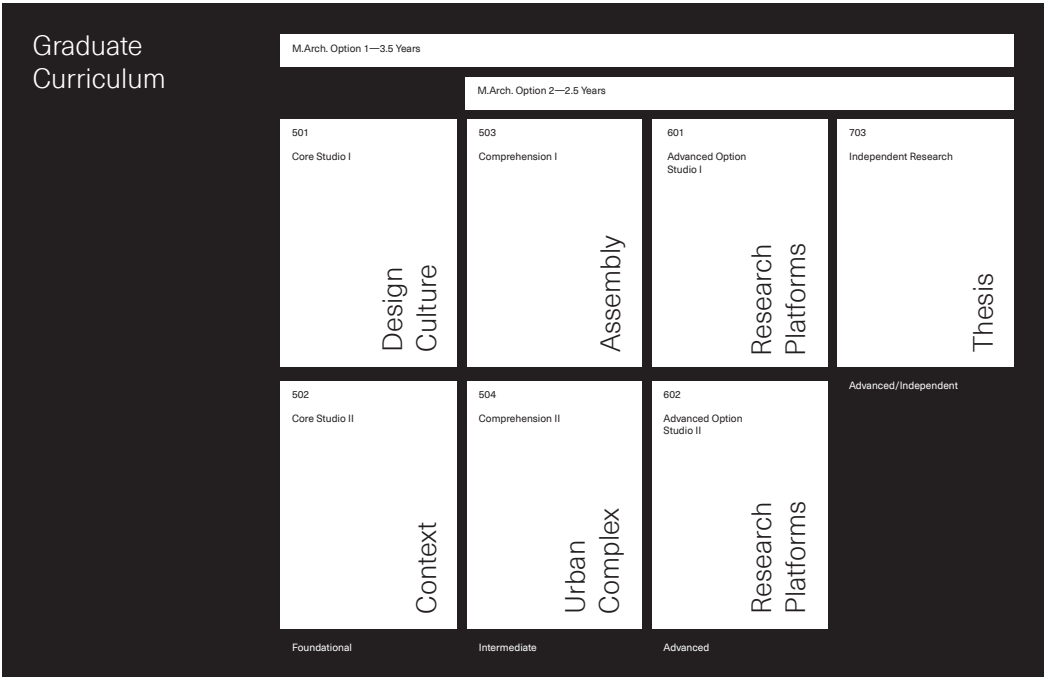 Graduate
Curriculum
M.Arch. Option 1—3.5 Years
M.Arch. Option 2—2.5 Years
501
Core Studio I
Design
Culture
503
Comprehension I
Assembly
601
Advanced Option
Studio I
Research
Platforms
703
Independent Research
Thesis
Advanced/Independent
502
Core Studio II
Context
504
Comprehension II
Urban
Complex
602
Advanced Option
Studio II
Research
Platforms
Foundational
Intermediate
Advanced